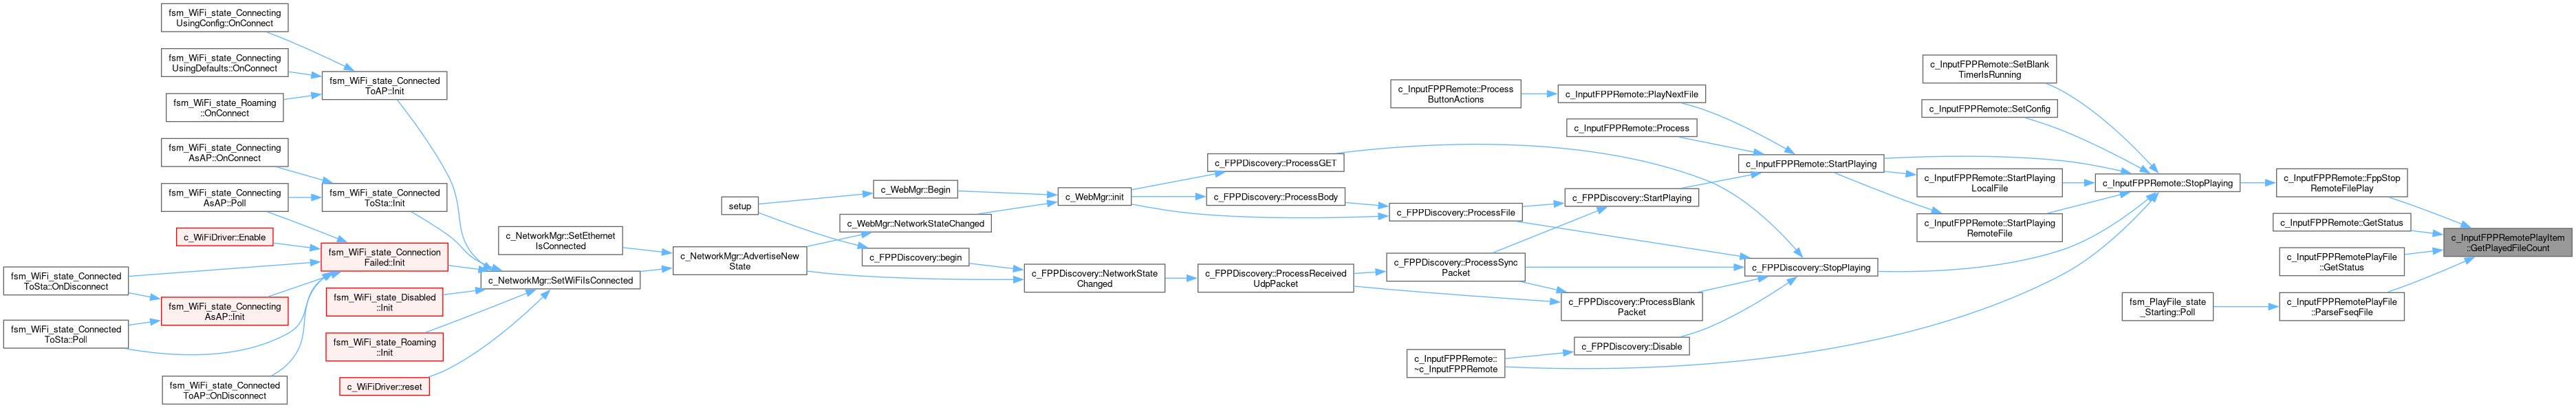 fsm_WiFi_state_Connecting
UsingConfig::OnConnect
fsm_WiFi_state_Connecting
UsingDefaults::OnConnect
fsm_WiFi_state_Roaming
::OnConnect
fsm_WiFi_state_Connecting
AsAP::OnConnect
fsm_WiFi_state_Connecting
AsAP::Poll
c_WiFiDriver::Enable
fsm_WiFi_state_Connected
ToSta::OnDisconnect
fsm_WiFi_state_Connecting
AsAP::Init
fsm_WiFi_state_Connected
ToSta::Poll
fsm_WiFi_state_Connected
ToAP::OnDisconnect
fsm_WiFi_state_Connected
ToAP::Init
fsm_WiFi_state_Connected
ToSta::Init
fsm_WiFi_state_Connection
Failed::Init
fsm_WiFi_state_Disabled
::Init
fsm_WiFi_state_Roaming
::Init
c_WiFiDriver::reset
c_NetworkMgr::SetEthernet
IsConnected
c_NetworkMgr::SetWiFiIsConnected
setup
c_NetworkMgr::AdvertiseNew
State
c_WebMgr::Begin
c_WebMgr::NetworkStateChanged
c_FPPDiscovery::begin
c_WebMgr::init
c_FPPDiscovery::NetworkState
Changed
c_FPPDiscovery::ProcessGET
c_FPPDiscovery::ProcessBody
c_FPPDiscovery::ProcessReceived
UdpPacket
c_InputFPPRemote::Process
ButtonActions
c_FPPDiscovery::ProcessFile
c_FPPDiscovery::ProcessSync
Packet
c_InputFPPRemote::
~c_InputFPPRemote
c_InputFPPRemote::PlayNextFile
c_InputFPPRemote::Process
c_FPPDiscovery::StartPlaying
c_FPPDiscovery::ProcessBlank
Packet
c_FPPDiscovery::Disable
c_InputFPPRemote::StartPlaying
c_FPPDiscovery::StopPlaying
c_InputFPPRemote::SetBlank
TimerIsRunning
c_InputFPPRemote::SetConfig
c_InputFPPRemote::StartPlaying
LocalFile
c_InputFPPRemote::StartPlaying
RemoteFile
c_InputFPPRemote::StopPlaying
fsm_PlayFile_state
_Starting::Poll
c_InputFPPRemote::FppStop
RemoteFilePlay
c_InputFPPRemote::GetStatus
c_InputFPPRemotePlayFile
::GetStatus
c_InputFPPRemotePlayFile
::ParseFseqFile
c_InputFPPRemotePlayItem
::GetPlayedFileCount